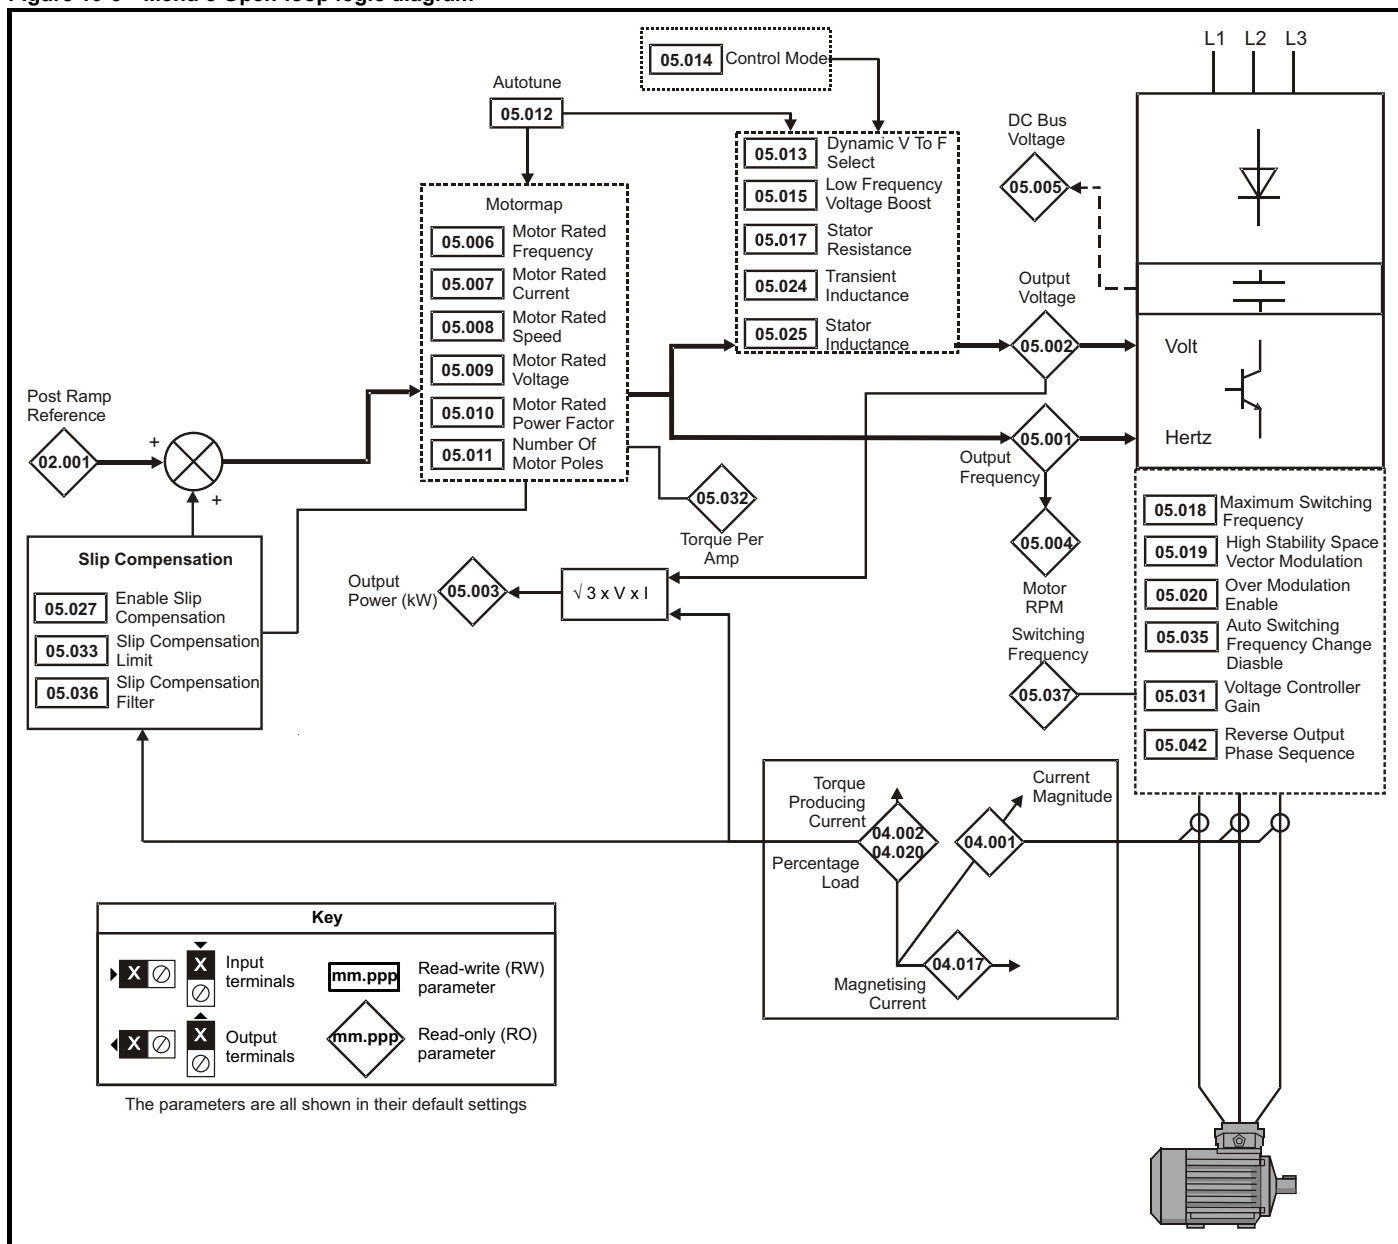 L1 L2 L3
05.014 Control Mode
Autotune
05.012
DC Bus
Voltage
05.005
05.013 Dynamic V To F
Select
05.015 Low Frequency
Voltage Boost
05.017 Stator
Resistance
05.024 Transient
Inductance
05.025 Stator
Inductance
Motormap
05.006 Motor Rated
Frequency
05.007 Motor Rated
Current
05.008 Motor Rated
Speed
05.009 Motor Rated
Voltage
05.010 Motor Rated
Power Factor
05.011 Number Of
Motor Poles
Output
Voltage
05.002
Volt
Hertz
Post Ramp
Reference
02.001
+
+
05.001
Output
Frequency
05.032
Torque Per
Amp
05.004
Motor
RPM
Slip Compensation
05.027 Enable Slip
Compensation
05.033 Slip Compensation
Limit
05.036 Slip Compensation
Filter
Output
Power (kW)
05.003
√ 3 x V x I
Switching
Frequency
05.037
05.018 Maximum Switching
Frequency
05.019 High Stability Space
Vector Modulation
05.020 Over Modulation
Enable
05.035 Auto Switching
Frequency Change
Diasble
05.031 Voltage Controller
Gain
05.042 Reverse Output
Phase Sequence
Torque
Producing
Current
04.002
04.020
Percentage
Load
Current
Magnitude
04.001
04.017
Magnetising
Current
Key
X
X
Input
terminals
mm.ppp Read-write (RW)
parameter
X
X
Output
terminals
mm.ppp Read-only (RO)
parameter
The parameters are all shown in their default settings